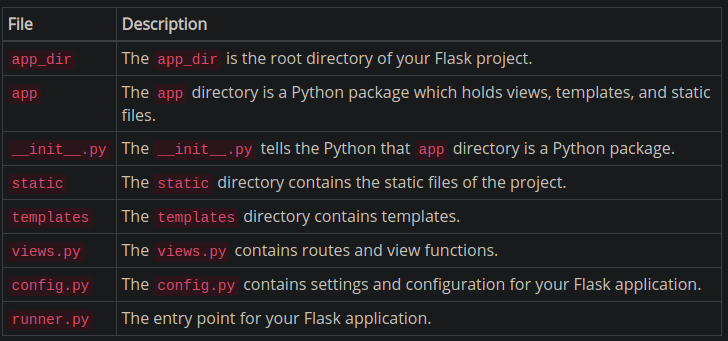 File Description
app_dir The app_dir is the root directory of your Flask project.
app The app directory is a Python package which holds views, templates, and static
files.
__init__.py The __init__.py tells the Python that app directory is a Python package.
static The static directory contains the static files of the project.
templates The templates directory contains templates.
views.py The views.py contains routes and view functions.
config.py The config.py contains settings and configuration for your Flask application.
runner.py The entry point for your Flask application.